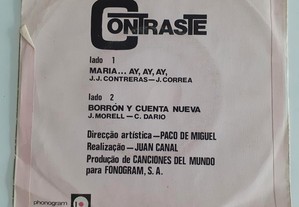 CONTRASTE
lado 1
MARIA... AY, AY, AY,
J.J. CONTRERAS—J. CORREA
lado 2
BORRÓN Y CUENTA NUEVA
J. MORELL — C. DARIO
Direcção artística — PACO DE MIGUEL
Realização — JUAN CANAL
Produção de CANCIONES DEL MUNDO
para FONOGRAM, S. A.
phonogram